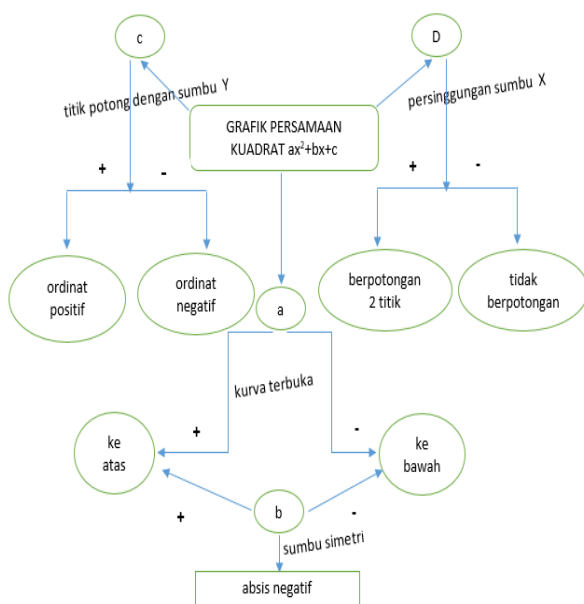 c
D
titik potong dengan sumbu Y
persinggungan sumbu X
GRAFIK PERSAMAAN
KUADRAT ax²+bx+c
+
-
+
-
ordinat
positif
ordinat
negatif
berpotongan
2 titik
tidak
berpotongan
a
kurva terbuka
+
-
ke
atas
ke
bawah
b
+
-
sumbu simetri
absis negatif